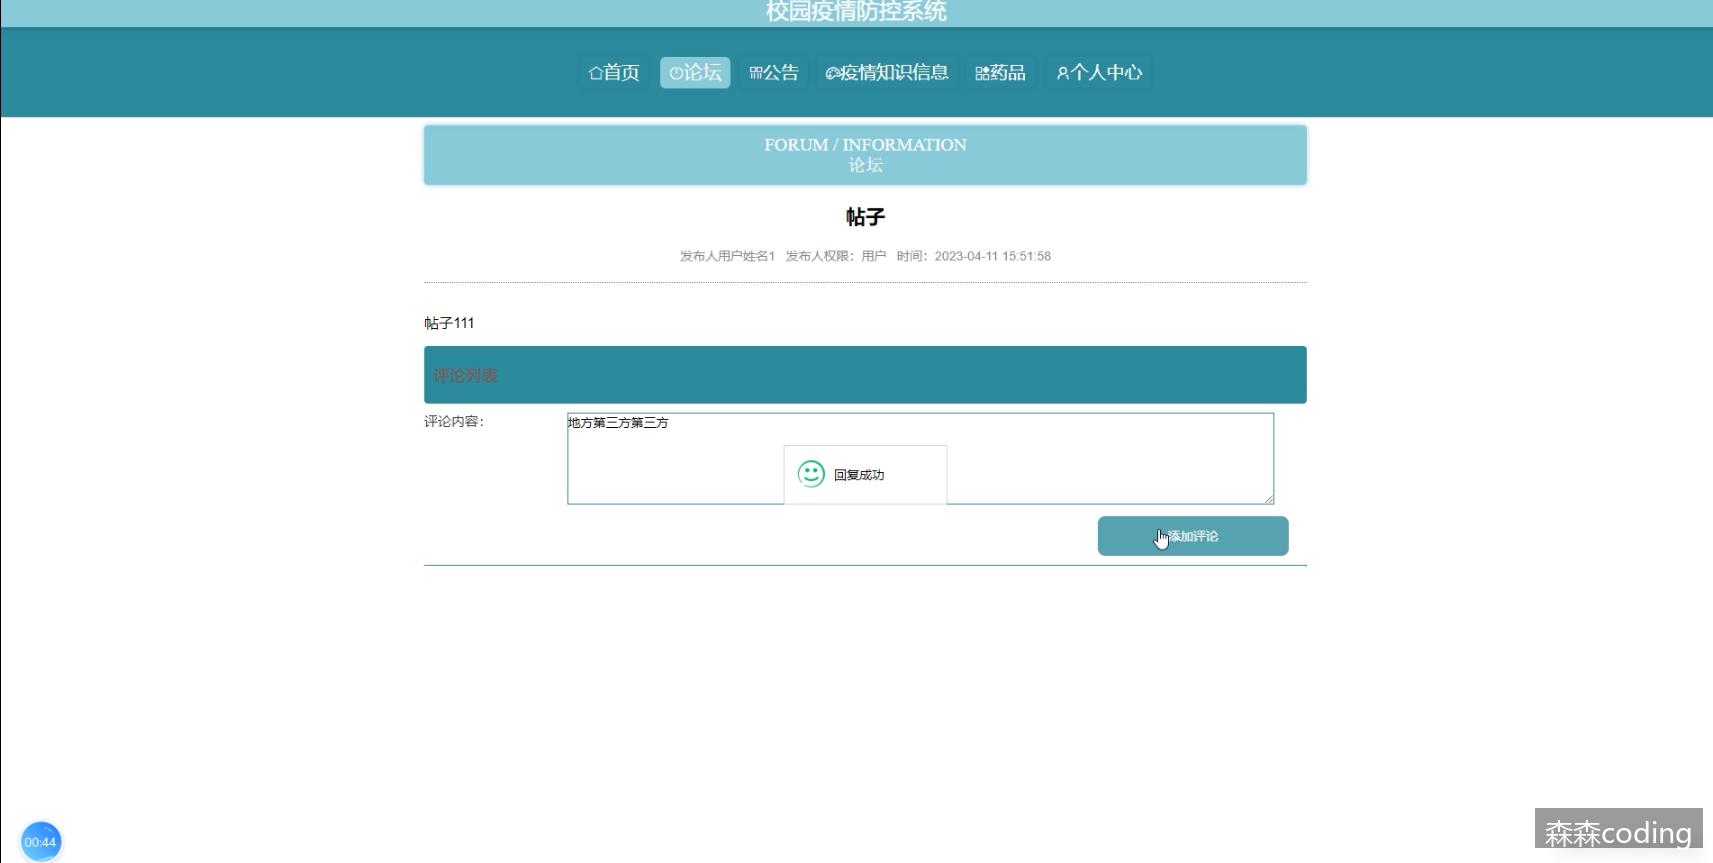 校园疫情防控系统
首页 论坛 公告 疫情知识信息 药品 个人中心
FORUM / INFORMATION
论坛
帖子
发布人用户姓名1 发布人权限：用户 时间：2023-04-11 15:51:58
帖子111
评论列表
评论内容：
地方第三方第三方
回复成功
添加评论
00:44
森森coding